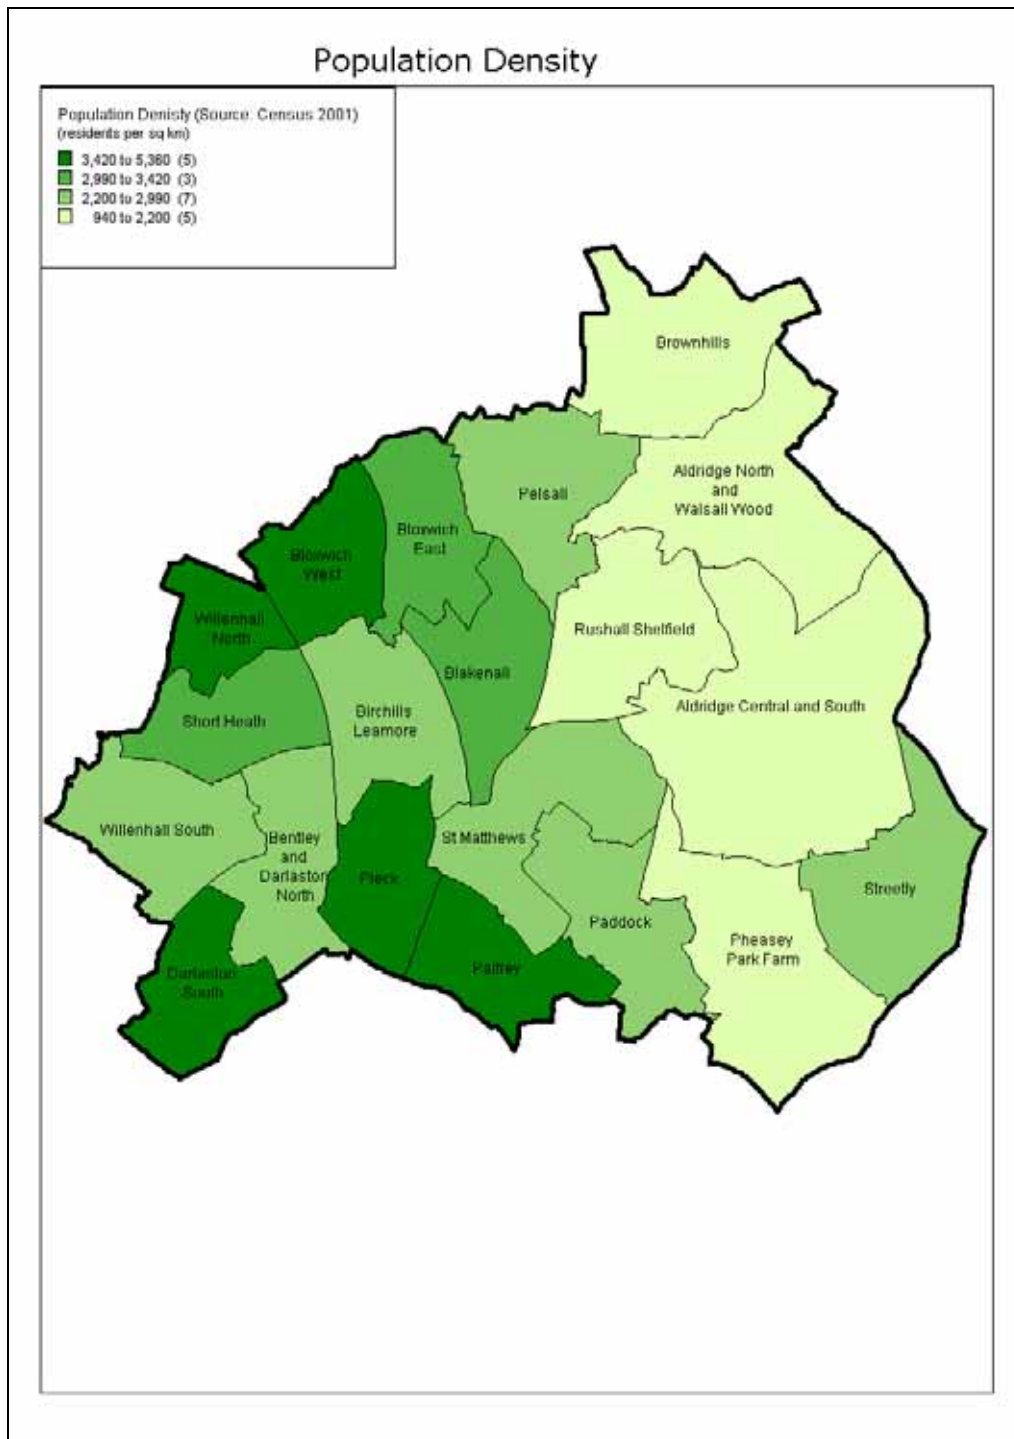 Population Density
Population Denisty (Source: Census 2001)
(residents per sq km)
3,420 to 5,360 (5)
2,990 to 3,420 (3)
2,200 to 2,990 (7)
940 to 2,200 (5)
Brownhills
Aldridge North
and
Walsall Wood
Pelsall
Bloxwich
East
Bloxwich
West
Willenhall
North
Rushall Shelfield
Blakenall
Short Heath
Birchills
Leamore
Aldridge Central and South
Willenhall South
Bentley
and
Darlaston
North
St Matthews
Pleck
Streetly
Paddock
Pheasey
Park Farm
Palfrey
Darlaston
South